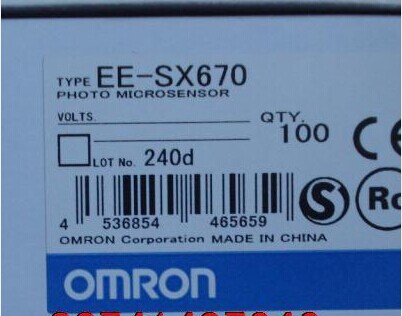 TYPE EE-SX670
PHOTO MICROSENSOR
VOLTS.
QTY.
100
LOT No. 240d
4 536854 465659
OMRON Corporation MADE IN CHINA
OMRON